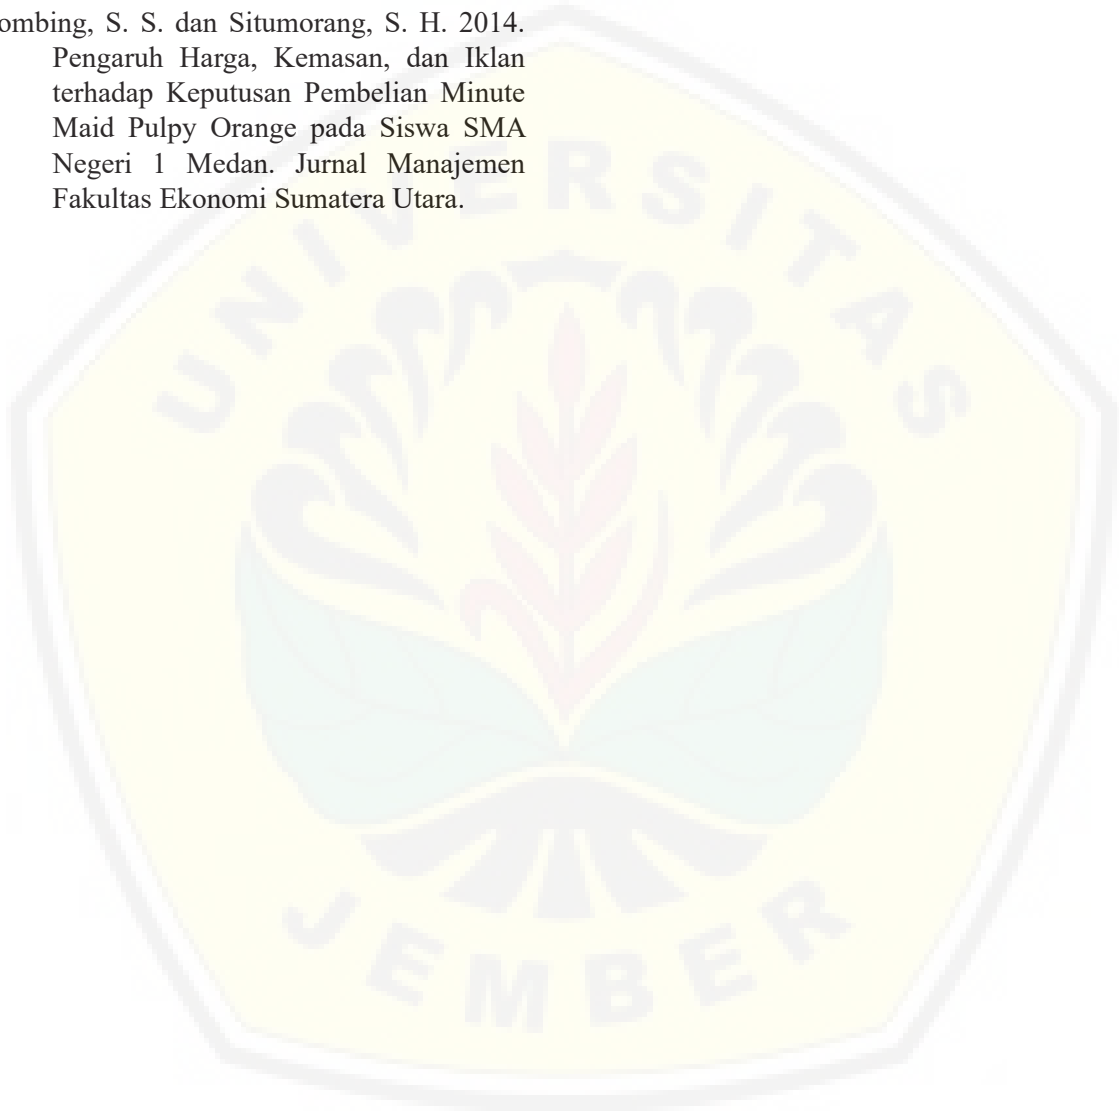 ombing, S. S. dan Situmorang, S. H. 2014.
Pengaruh Harga, Kemasan, dan Iklan
terhadap Keputusan Pembelian Minute
Maid Pulpy Orange pada Siswa SMA
Negeri 1 Medan. Jurnal Manajemen
Fakultas Ekonomi Sumatera Utara.
UNIVERSITAS
JEMBER